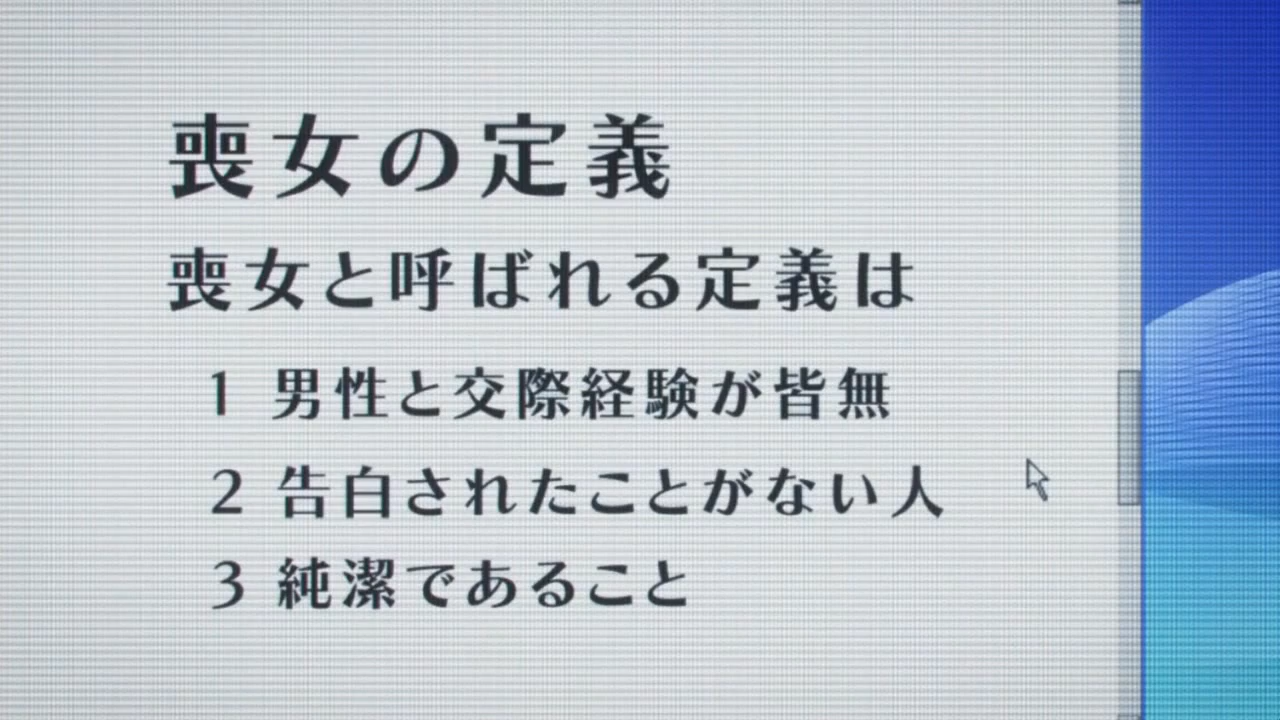 喪女の定義
喪女と呼ばれる定義は
1 男性と交際経験が皆無
2 告白されたことがない人
3 純潔であること